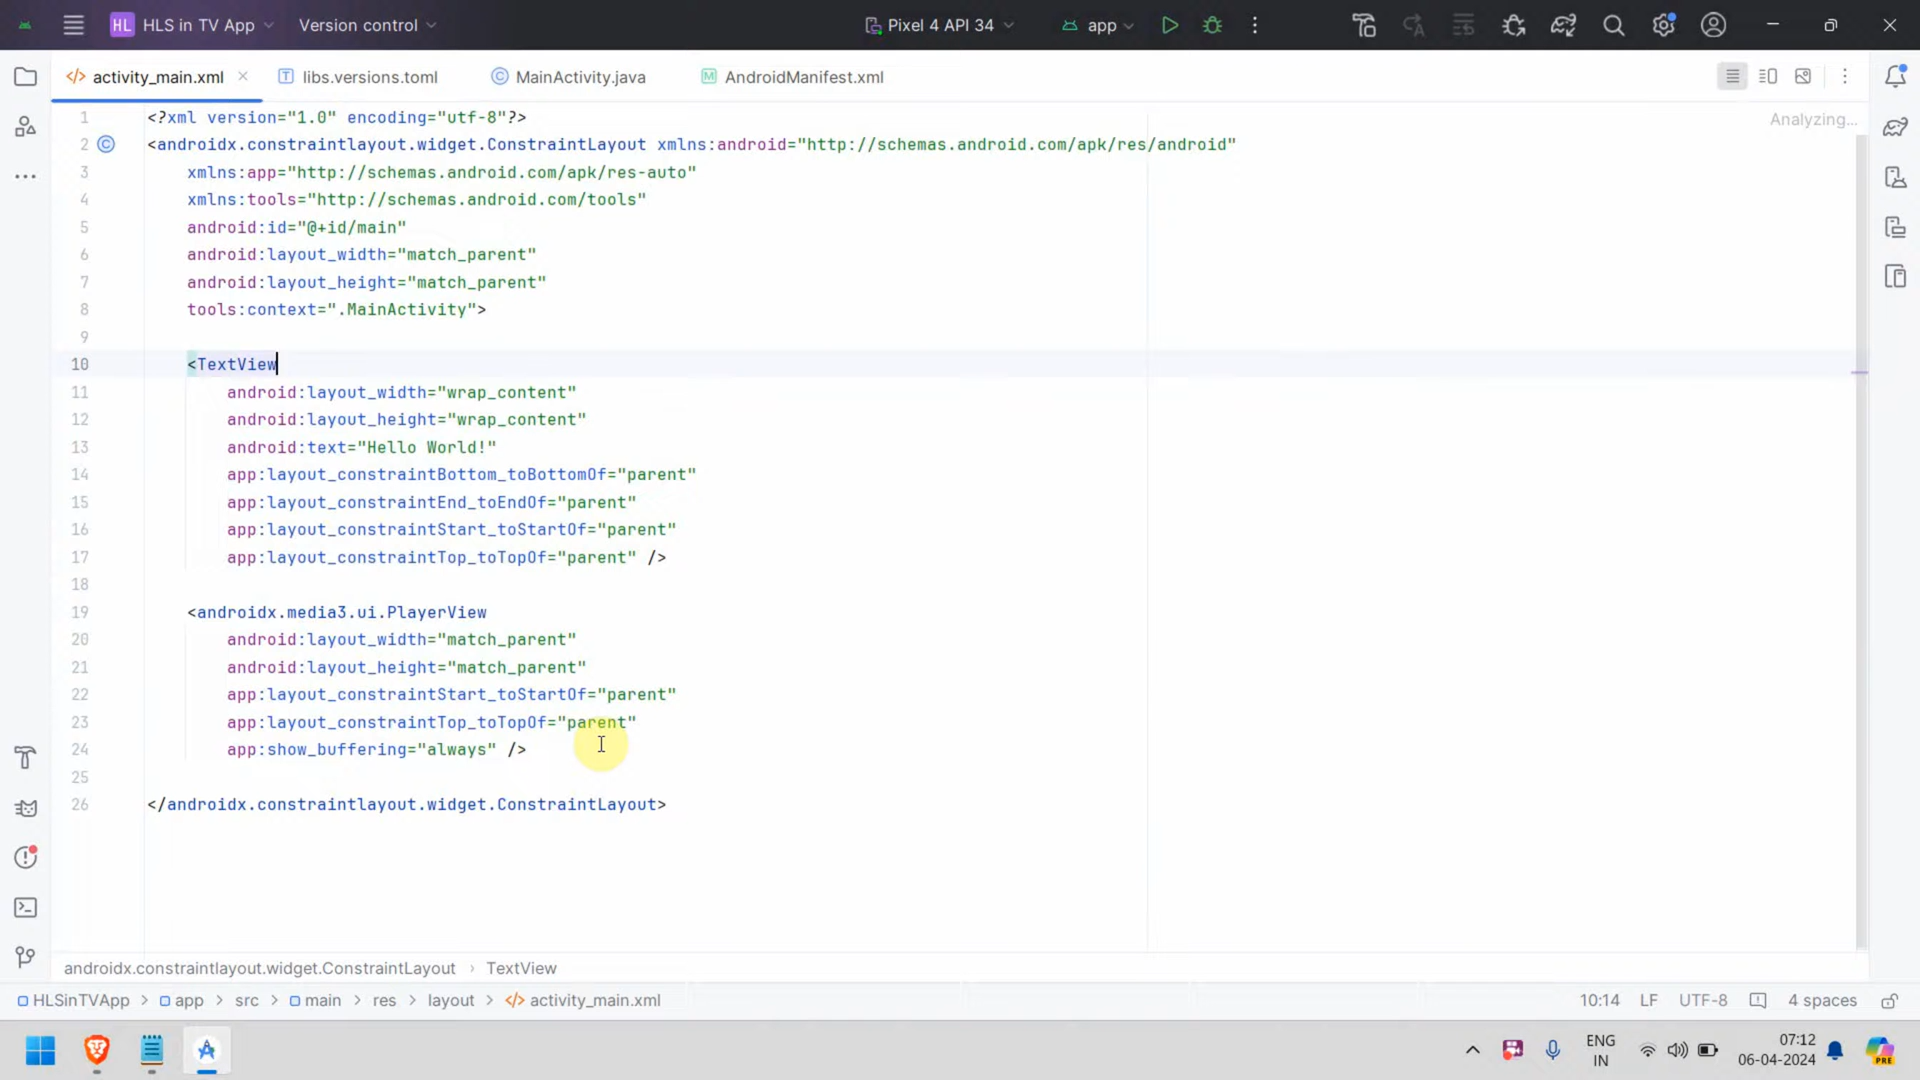 HL HLS in TV App Version control Pixel 4 API 34 app
activity_main.xml libs.versions.toml MainActivity.java AndroidManifest.xml
Analyzing...
1 <?xml version="1.0" encoding="utf-8"?>
2 <androidx.constraintlayout.widget.ConstraintLayout xmlns:android="http://schemas.android.com/apk/res/android"
3 xmlns:app="http://schemas.android.com/apk/res-auto"
4 xmlns:tools="http://schemas.android.com/tools"
5 android:id="@+id/main"
6 android:layout_width="match_parent"
7 android:layout_height="match_parent"
8 tools:context=".MainActivity">
9
10 <TextView
11 android:layout_width="wrap_content"
12 android:layout_height="wrap_content"
13 android:text="Hello World!"
14 app:layout_constraintBottom_toBottomOf="parent"
15 app:layout_constraintEnd_toEndOf="parent"
16 app:layout_constraintStart_toStartOf="parent"
17 app:layout_constraintTop_toTopOf="parent" />
18
19 <androidx.media3.ui.PlayerView
20 android:layout_width="match_parent"
21 android:layout_height="match_parent"
22 app:layout_constraintStart_toStartOf="parent"
23 app:layout_constraintTop_toTopOf="parent"
24 app:show_buffering="always" />
25
26 </androidx.constraintlayout.widget.ConstraintLayout>
androidx.constraintlayout.widget.ConstraintLayout › TextView
HLSinTVApp > app > src > main > res > layout > activity_main.xml 10:14 LF UTF-8 4 spaces
ENG 07:12
IN 06-04-2024
PRE